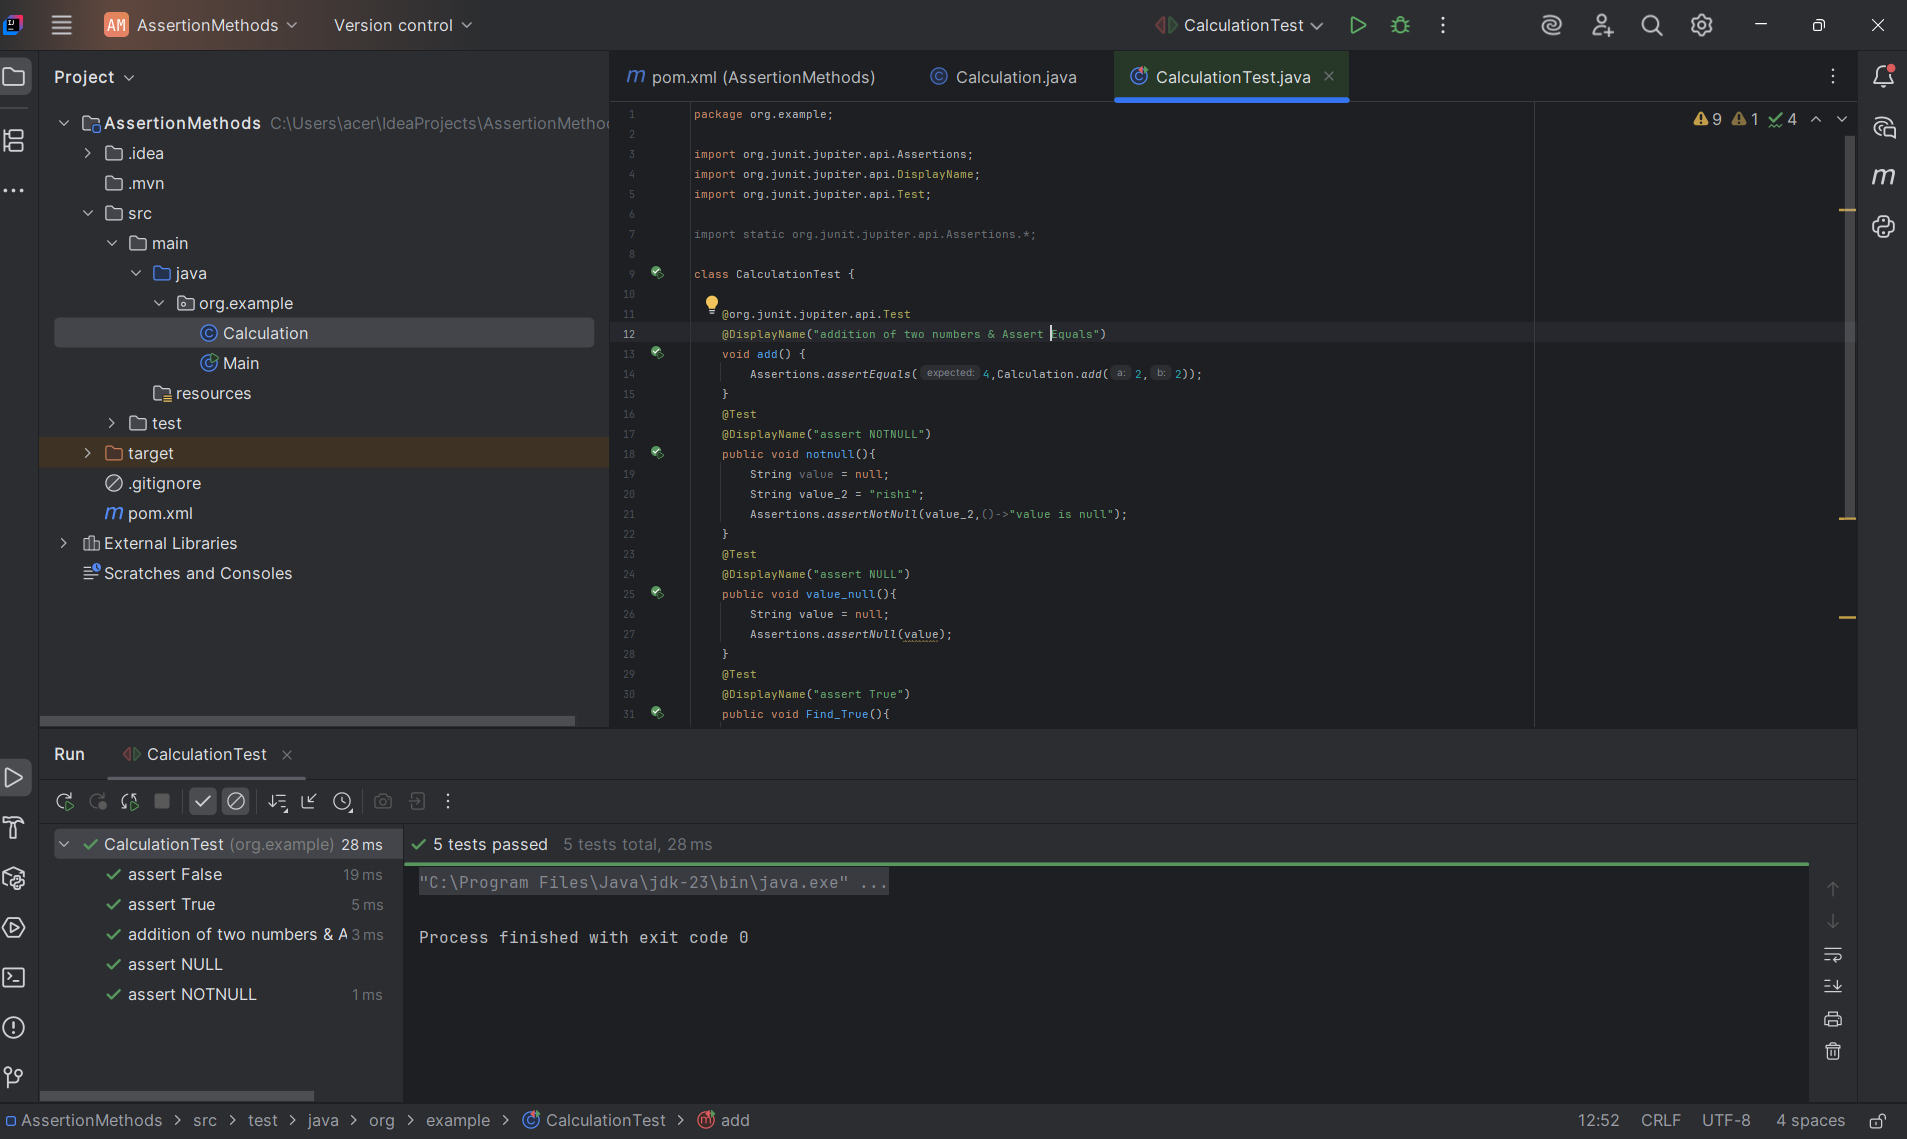 AM AssertionMethods Version control CalculationTest
Project
pom.xml (AssertionMethods) Calculation.java CalculationTest.java
AssertionMethods C:\Users\acer\IdeaProjects\AssertionMetho
.idea
.mvn
src
main
java
org.example
Calculation
Main
resources
test
target
.gitignore
pom.xml
External Libraries
Scratches and Consoles
9 1 4
1 package org.example;
2
3 import org.junit.jupiter.api.Assertions;
4 import org.junit.jupiter.api.DisplayName;
5 import org.junit.jupiter.api.Test;
6
7 import static org.junit.jupiter.api.Assertions.*;
8
9 class CalculationTest {
10
11 @org.junit.jupiter.api.Test
12 @DisplayName("addition of two numbers & Assert Equals")
13 void add() {
14 Assertions.assertEquals( expected: 4,Calculation.add( a: 2, b: 2));
15 }
16 @Test
17 @DisplayName("assert NOTNULL")
18 public void notnull(){
19 String value = null;
20 String value_2 = "rishi";
21 Assertions.assertNotNull(value_2,()->"value is null");
22 }
23 @Test
24 @DisplayName("assert NULL")
25 public void value_null(){
26 String value = null;
27 Assertions.assertNull(value);
28 }
29 @Test
30 @DisplayName("assert True")
31 public void Find_True(){
Run CalculationTest
CalculationTest (org.example) 28 ms
assert False 19 ms
assert True 5 ms
addition of two numbers & A 3 ms
assert NULL
assert NOTNULL 1 ms
5 tests passed 5 tests total, 28 ms
"C:\Program Files\Java\jdk-23\bin\java.exe" ...
Process finished with exit code 0
AssertionMethods > src > test > java > org > example > CalculationTest > add
12:52 CRLF UTF-8 4 spaces